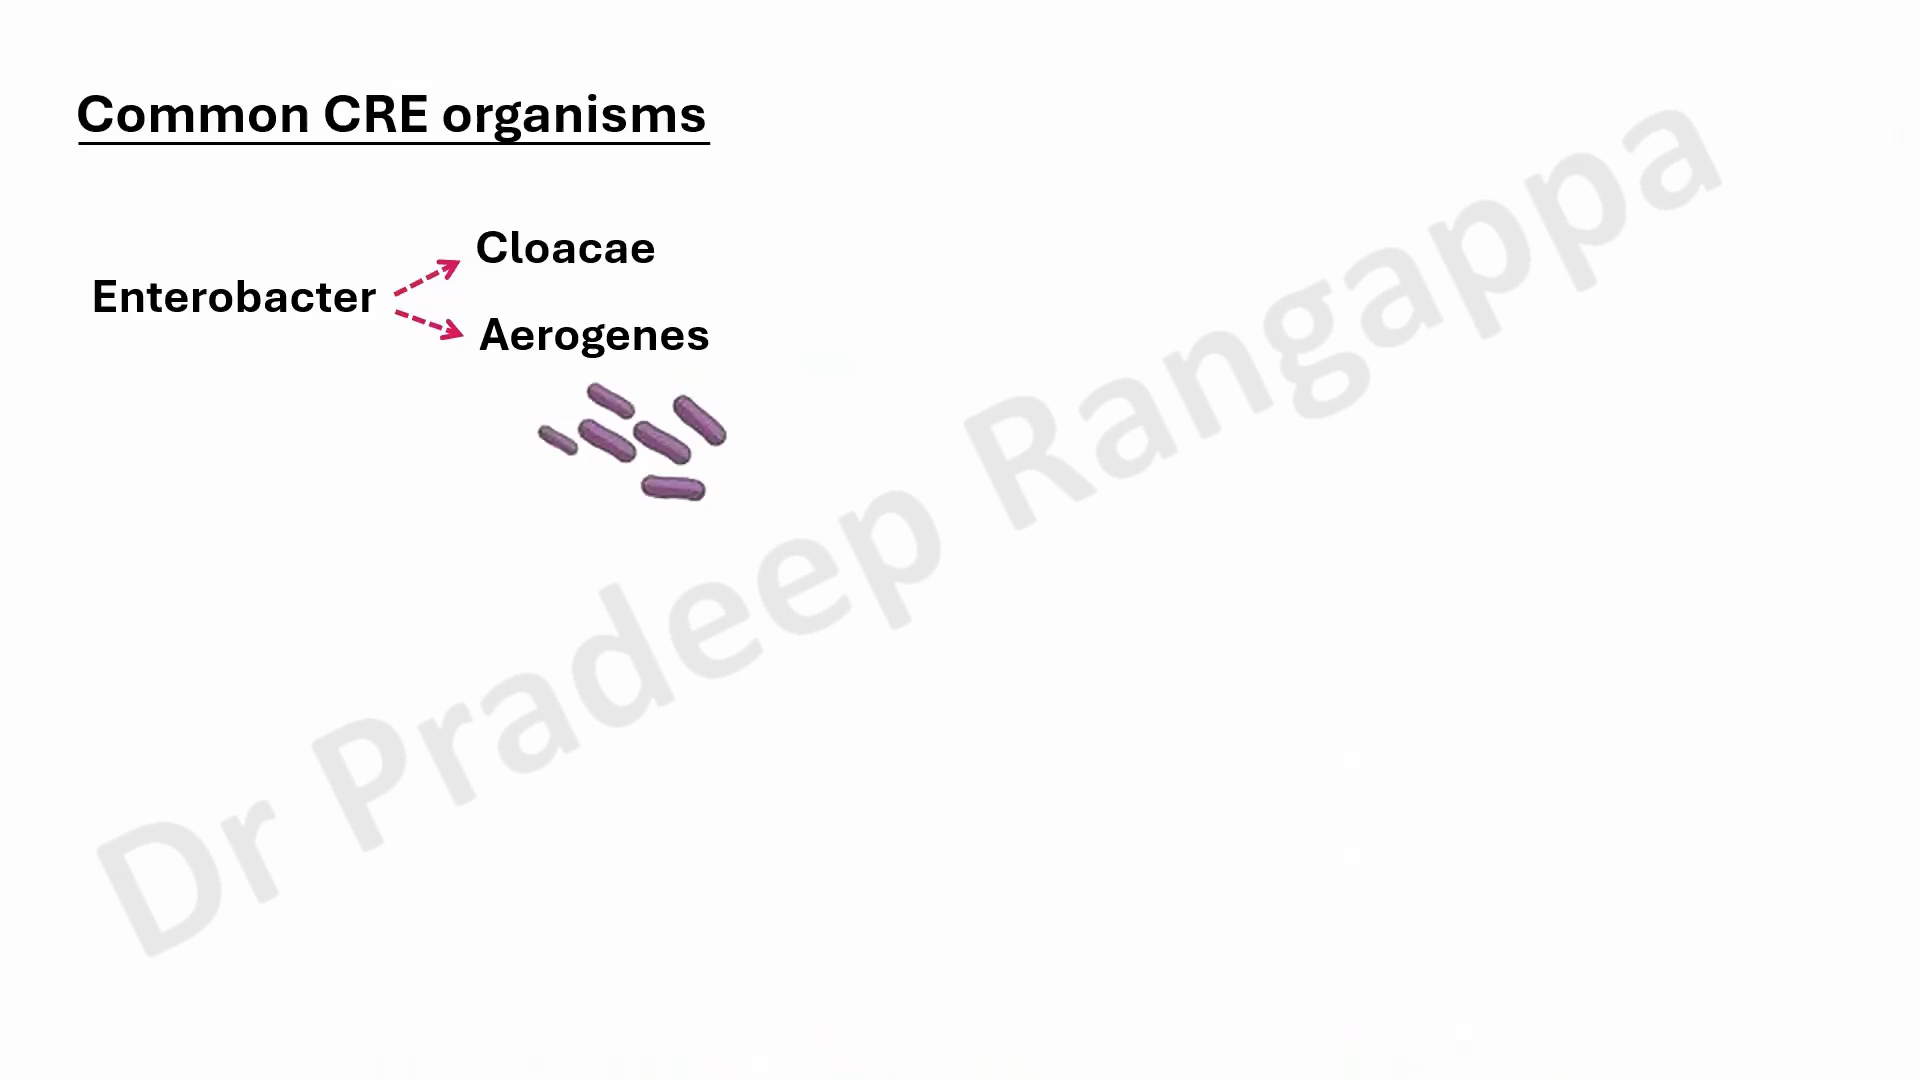 Common CRE organisms
Cloacae
Enterobacter
Aerogenes
Dr Pradeep Rangappa